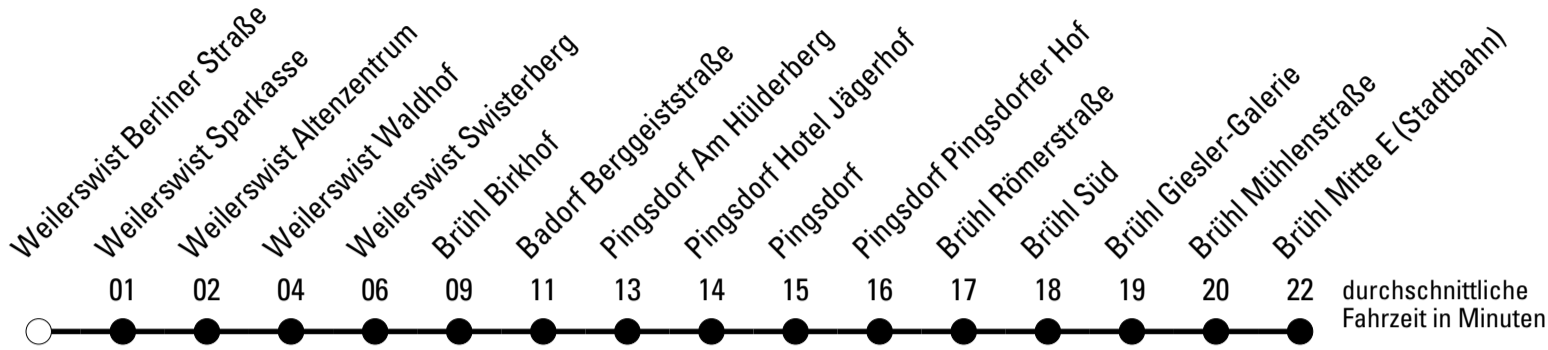 Weilerswist Berliner Straße
Weilerswist Sparkasse
Weilerswist Altenzentrum
Weilerswist Waldhof
Weilerswist Swisterberg
Brühl Birkhof
Badorf Berggeiststraße
Pingsdorf Am Hülderberg
Pingsdorf Hotel Jägerhof
Pingsdorf
Pingsdorf Pingsdorfer Hof
Brühl Römerstraße
Brühl Süd
Brühl Giesler-Galerie
Brühl Mühlenstraße
Brühl Mitte E (Stadtbahn)
01 02 04 06 09 11 13 14 15 16 17 18 19 20 22
durchschnittliche
Fahrzeit in Minuten